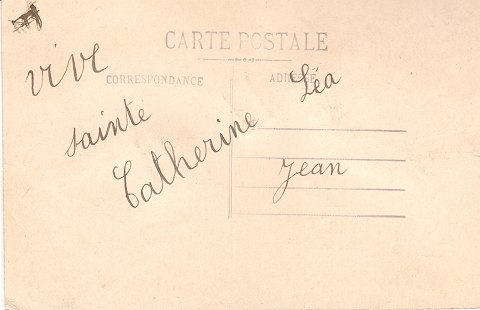 CARTE POSTALE
CORRESPONDANCE
ADRESSE
vive
sainte
Catherine
Léa
Jean